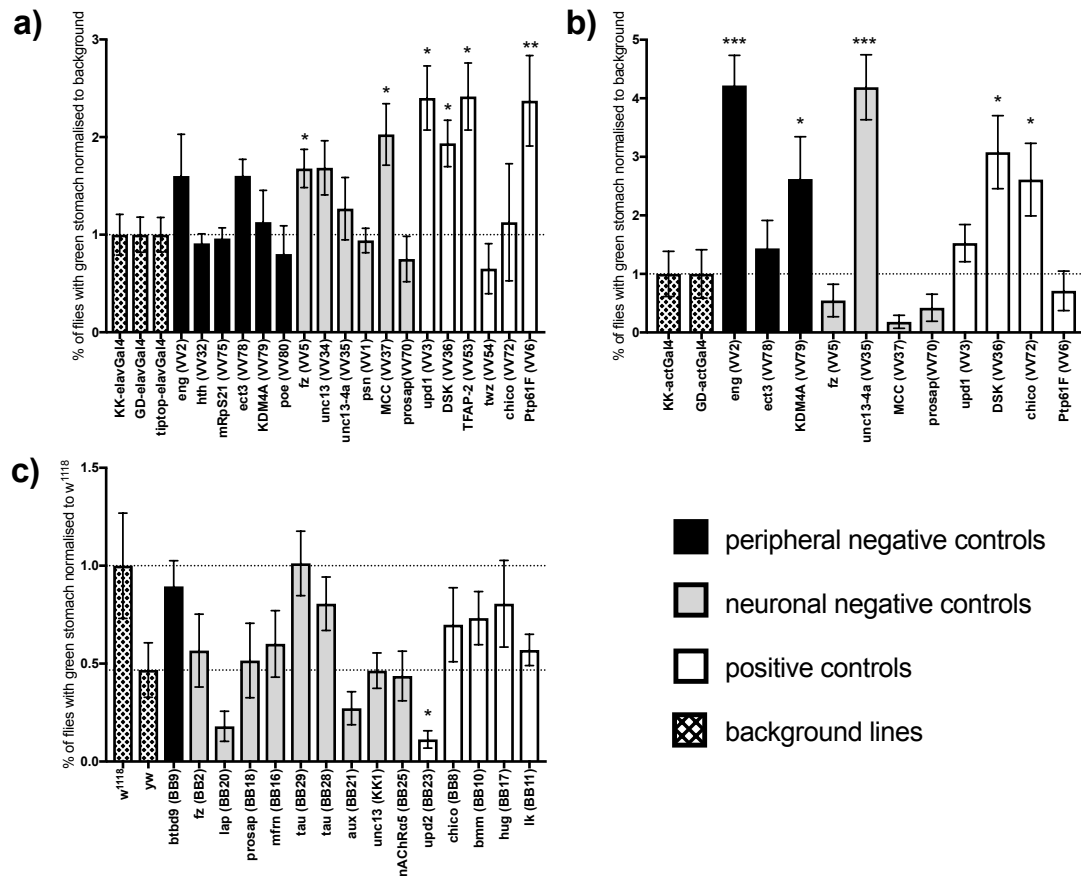 a)
% of flies with green stomach normalised to background
3
2
1
0
* * * * * **
KK-elavGal4
GD-elavGal4
tiptop-elavGal4
eng (VV2)
hth (VV32)
mRpS21 (VV75)
ect3 (VV78)
KDM4A (VV79)
poe (VV80)
fz (VV5)
unc13 (VV34)
unc13-4a (VV35)
psn (VV1)
MCC (VV37)
prosap(VV70)
upd1 (VV3)
DSK (VV36)
TFAP-2 (VV53)
twz (VV54)
chico (VV72)
Ptp61F (VV6)
b)
% of flies with green stomach normalised to background
5
4
3
2
1
0
*** * *** * *
KK-actGal4
GD-actGal4
eng (VV2)
ect3 (VV78)
KDM4A (VV79)
fz (VV5)
unc13-4a (VV35)
MCC (VV37)
prosap(VV70)
upd1 (VV3)
DSK (VV36)
chico (VV72)
Ptp61F (VV6)
c)
% of flies with green stomach normalised to w1118
1.5
1.0
0.5
0.0
*
w1118
yw
btbd9 (BB9)
fz (BB2)
lap (BB20)
prosap (BB18)
mfrn (BB16)
tau (BB29)
tau (BB28)
aux (BB21)
unc13 (KK1)
nAChRα5 (BB25)
upd2 (BB23)
chico (BB8)
bmm (BB10)
hug (BB17)
lk (BB11)
peripheral negative controls
neuronal negative controls
positive controls
background lines